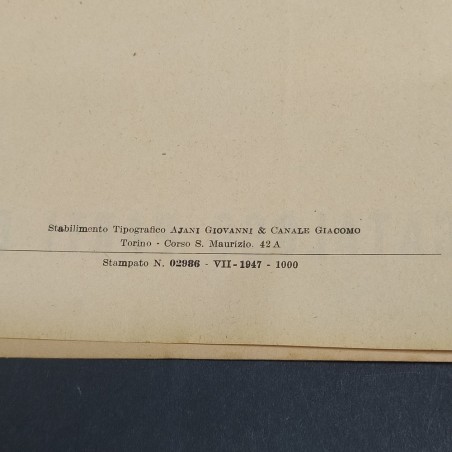 Stabilimento Tipografico AJANI GIOVANNI & CANALE GIACOMO
Torino - Corso S. Maurizio. 42 A
Stampato N. 02986 - VII - 1947 - 1000